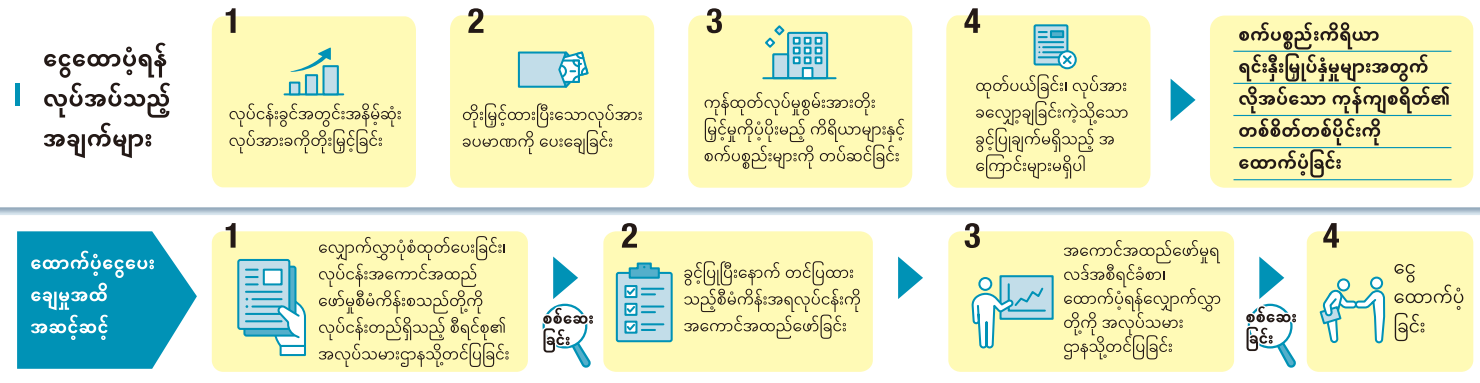 ငွေထောပံ့ရန်
လုပ်အပ်သည့်
အချက်များ
1
လုပ်ငန်းခွင်အတွင်းအနိမ့်ဆုံး
လုပ်အားခကိုတိုးမြှင့်ခြင်း
2
တိုးမြှင့်ထားပြီးသောလုပ်အား
ခပမာဏကို ပေးချေခြင်း
3
ကုန်ထုတ်လုပ်မှုစွမ်းအားတိုး
မြှင့်မှုကိုပံ့ပိုးမည့် ကိရိယာများနှင့်
စက်ပစ္စည်းများကို တပ်ဆင်ခြင်း
4
ထုတ်ပယ်ခြင်း၊ လုပ်အား
ခလျှော့ချခြင်းကဲ့သို့သော
ခွင့်ပြုချက်မရှိသည့် အ
ကြောင်းများမရှိပါ
စက်ပစ္စည်းကိရိယာ
ရင်းနှီးမြှုပ်နှံမှုများအတွက်
လိုအပ်သော ကုန်ကျစရိတ်၏
တစ်စိတ်တစ်ပိုင်းကို
ထောက်ပံ့ခြင်း
ထောက်ပံ့ငွေပေး
ချေမှုအထိ
အဆင့်ဆင့်
1
လျှောက်လွှာပုံစံထုတ်ပေးခြင်း၊
လုပ်ငန်းအကောင်အထည်
ဖော်မှုစီမံကိန်းစသည်တို့ကို
လုပ်ငန်းတည်ရှိသည့် စီရင်စု၏
အလုပ်သမားဌာနသို့တင်ပြခြင်း
စစ်ဆေး
ခြင်း
2
ခွင့်ပြုပြီးနောက် တင်ပြထား
သည့်စီမံကိန်းအရလုပ်ငန်းကို
အကောင်အထည်ဖော်ခြင်း
3
အကောင်အထည်ဖော်မှုရ
လဒ်အစီရင်ခံစာ၊
ထောက်ပံ့ရန်လျှောက်လွှာ
တို့ကို အလုပ်သမား
ဌာနသို့တင်ပြခြင်း
စစ်ဆေး
ခြင်း
4
ငွေ
ထောက်ပံ့
ခြင်း